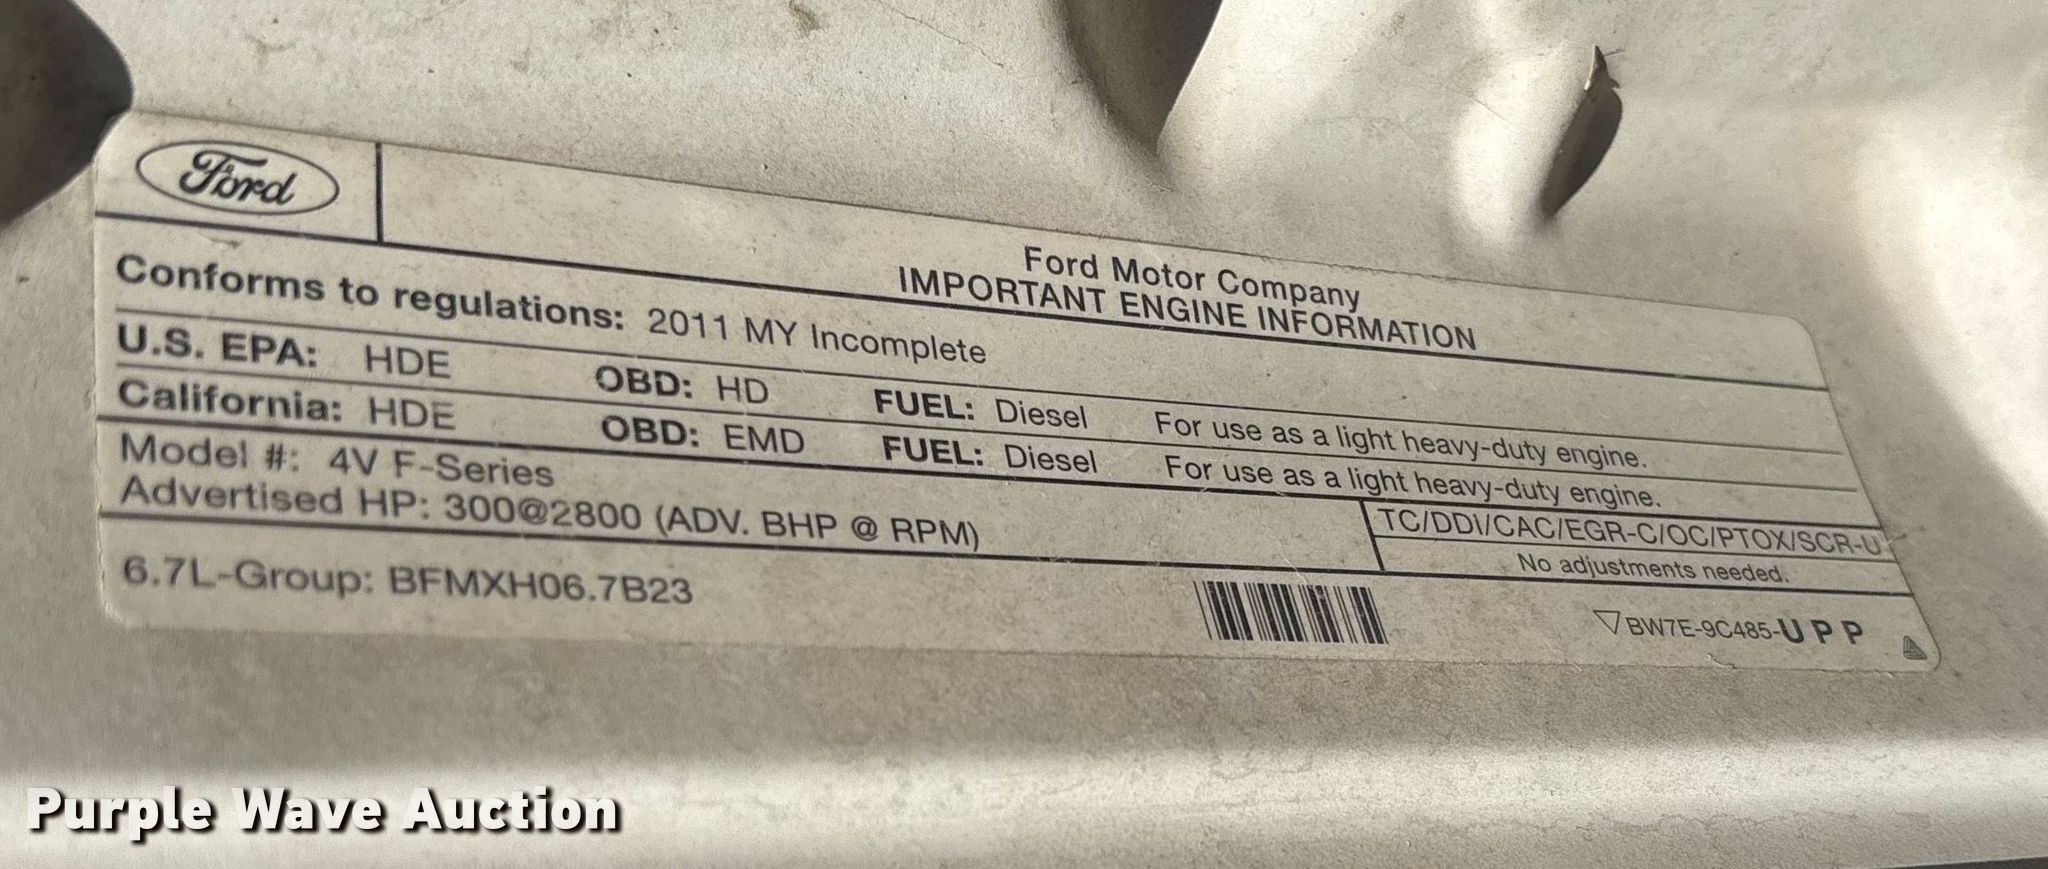 Ford
Ford Motor Company
IMPORTANT ENGINE INFORMATION
Conforms to regulations: 2011 MY Incomplete
U.S. EPA: HDE OBD: HD FUEL: Diesel For use as a light heavy-duty engine.
California: HDE OBD: EMD FUEL: Diesel For use as a light heavy-duty engine.
Model #: 4V F-Series
Advertised HP: 300@2800 (ADV. BHP @ RPM)
TC/DDI/CAC/EGR-C/OC/PTOX/SCR-U
No adjustments needed.
6.7L-Group: BFMXH06.7B23
BW7E-9C485-UPP
Purple Wave Auction